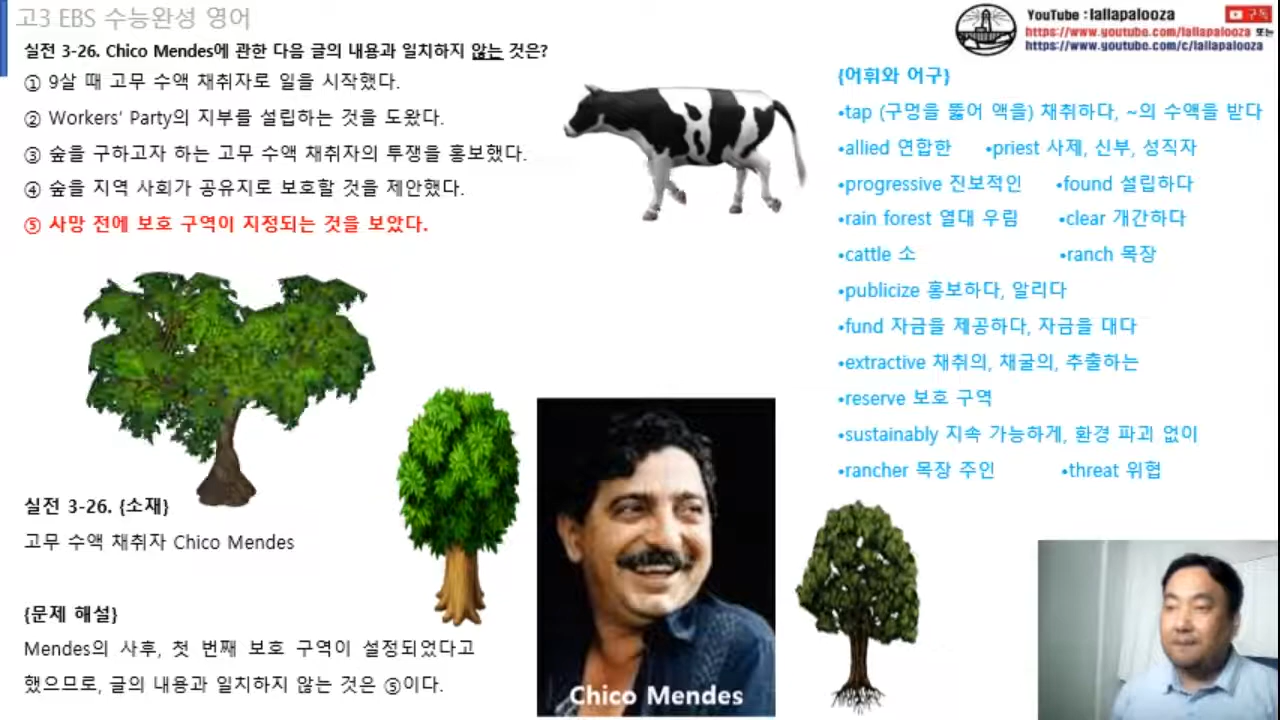 고3 EBS 수능완성 영어
실전 3-26. Chico Mendes에 관한 다음 글의 내용과 일치하지 않는 것은?
① 9살 때 고무 수액 채취자로 일을 시작했다.
② Workers' Party의 지부를 설립하는 것을 도왔다.
③ 숲을 구하고자 하는 고무 수액 채취자의 투쟁을 홍보했다.
④ 숲을 지역 사회가 공유지로 보호할 것을 제안했다.
⑤ 사망 전에 보호 구역이 지정되는 것을 보았다.
실전 3-26. {소재}
고무 수액 채취자 Chico Mendes
{문제 해설}
Mendes의 사후, 첫 번째 보호 구역이 설정되었다고
했으므로, 글의 내용과 일치하지 않는 것은 ⑤이다.
Chico Mendes
YouTube : lallapalooza
구독
https://www.youtube.com/lallapalooza 또는
https://www.youtube.com/c/lallapalooza
{어휘와 어구}
•tap (구멍을 뚫어 액을) 채취하다, ~의 수액을 받다
•allied 연합한 •priest 사제, 신부, 성직자
•progressive 진보적인 •found 설립하다
•rain forest 열대 우림 •clear 개간하다
•cattle 소 •ranch 목장
•publicize 홍보하다, 알리다
•fund 자금을 제공하다, 자금을 대다
•extractive 채취의, 채굴의, 추출하는
•reserve 보호 구역
•sustainably 지속 가능하게, 환경 파괴 없이
•rancher 목장 주인 •threat 위협